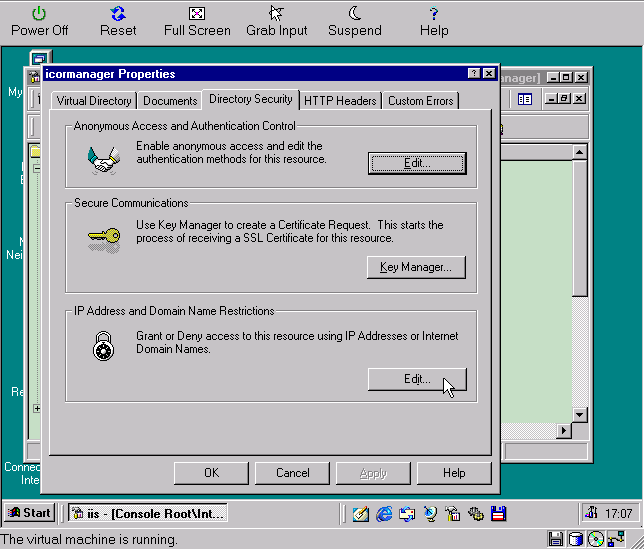 Power Off Reset Full Screen Grab Input Suspend Help
icormanager Properties
anager]
My
Virtual Directory Documents Directory Security HTTP Headers Custom Errors
Anonymous Access and Authentication Control
Enable anonymous access and edit the
authentication methods for this resource.
Edit...
Secure Communications
Use Key Manager to create a Certificate Request. This starts the
process of receiving a SSL Certificate for this resource.
Nei
Key Manager...
IP Address and Domain Name Restrictions
Grant or Deny access to this resource using IP Addresses or Internet
Domain Names.
Edit...
Re
Connec
Inte
OK Cancel Apply Help
Start iis - [Console Root\Int... 17:07
The virtual machine is running.